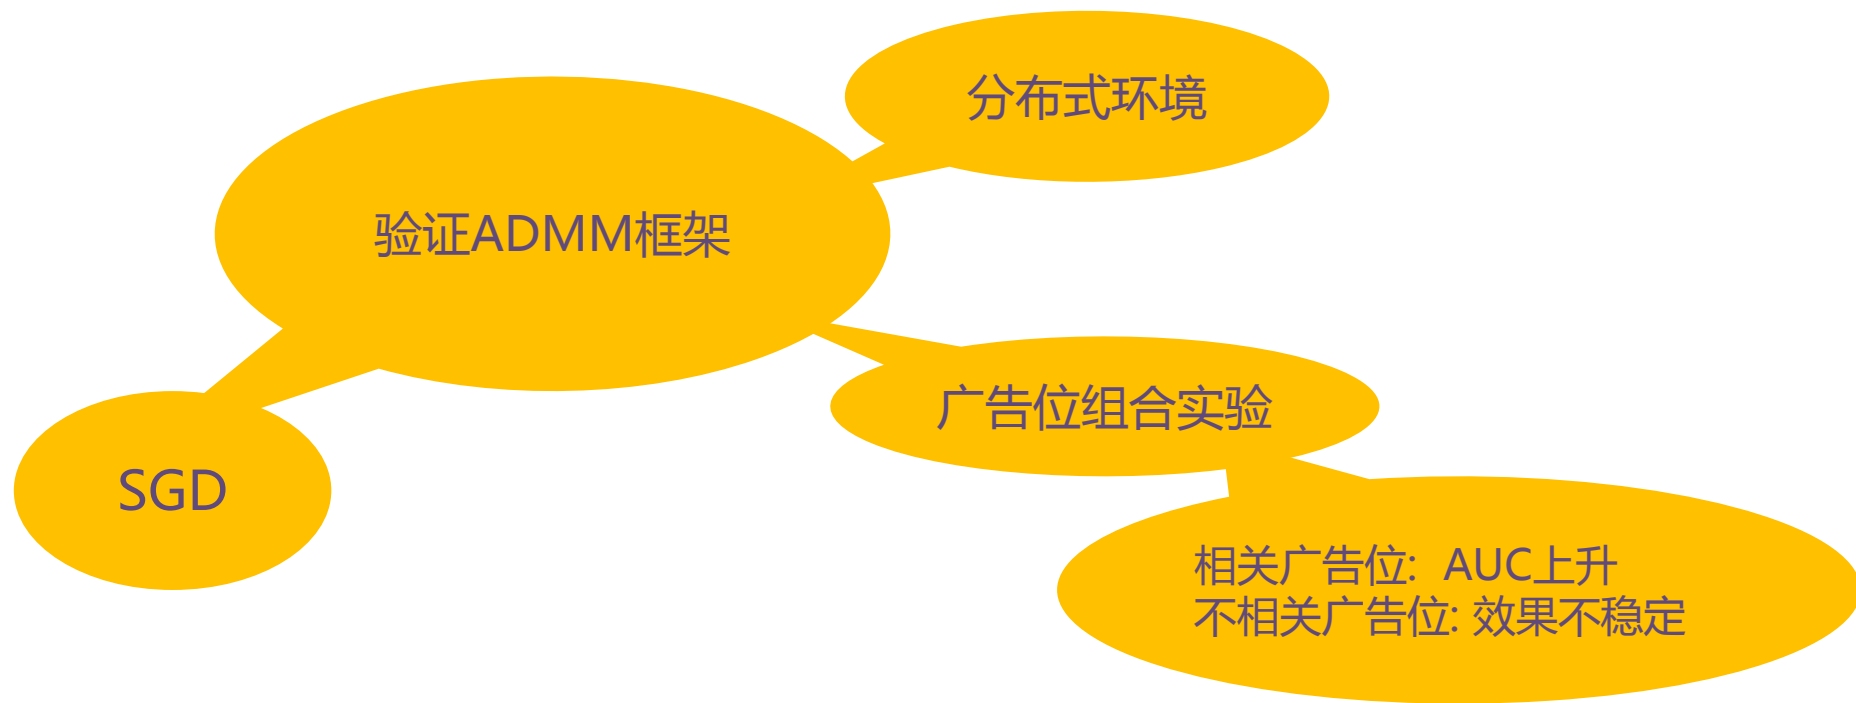 分布式环境
验证ADMM框架
广告位组合实验
SGD
相关广告位: AUC上升
不相关广告位: 效果不稳定